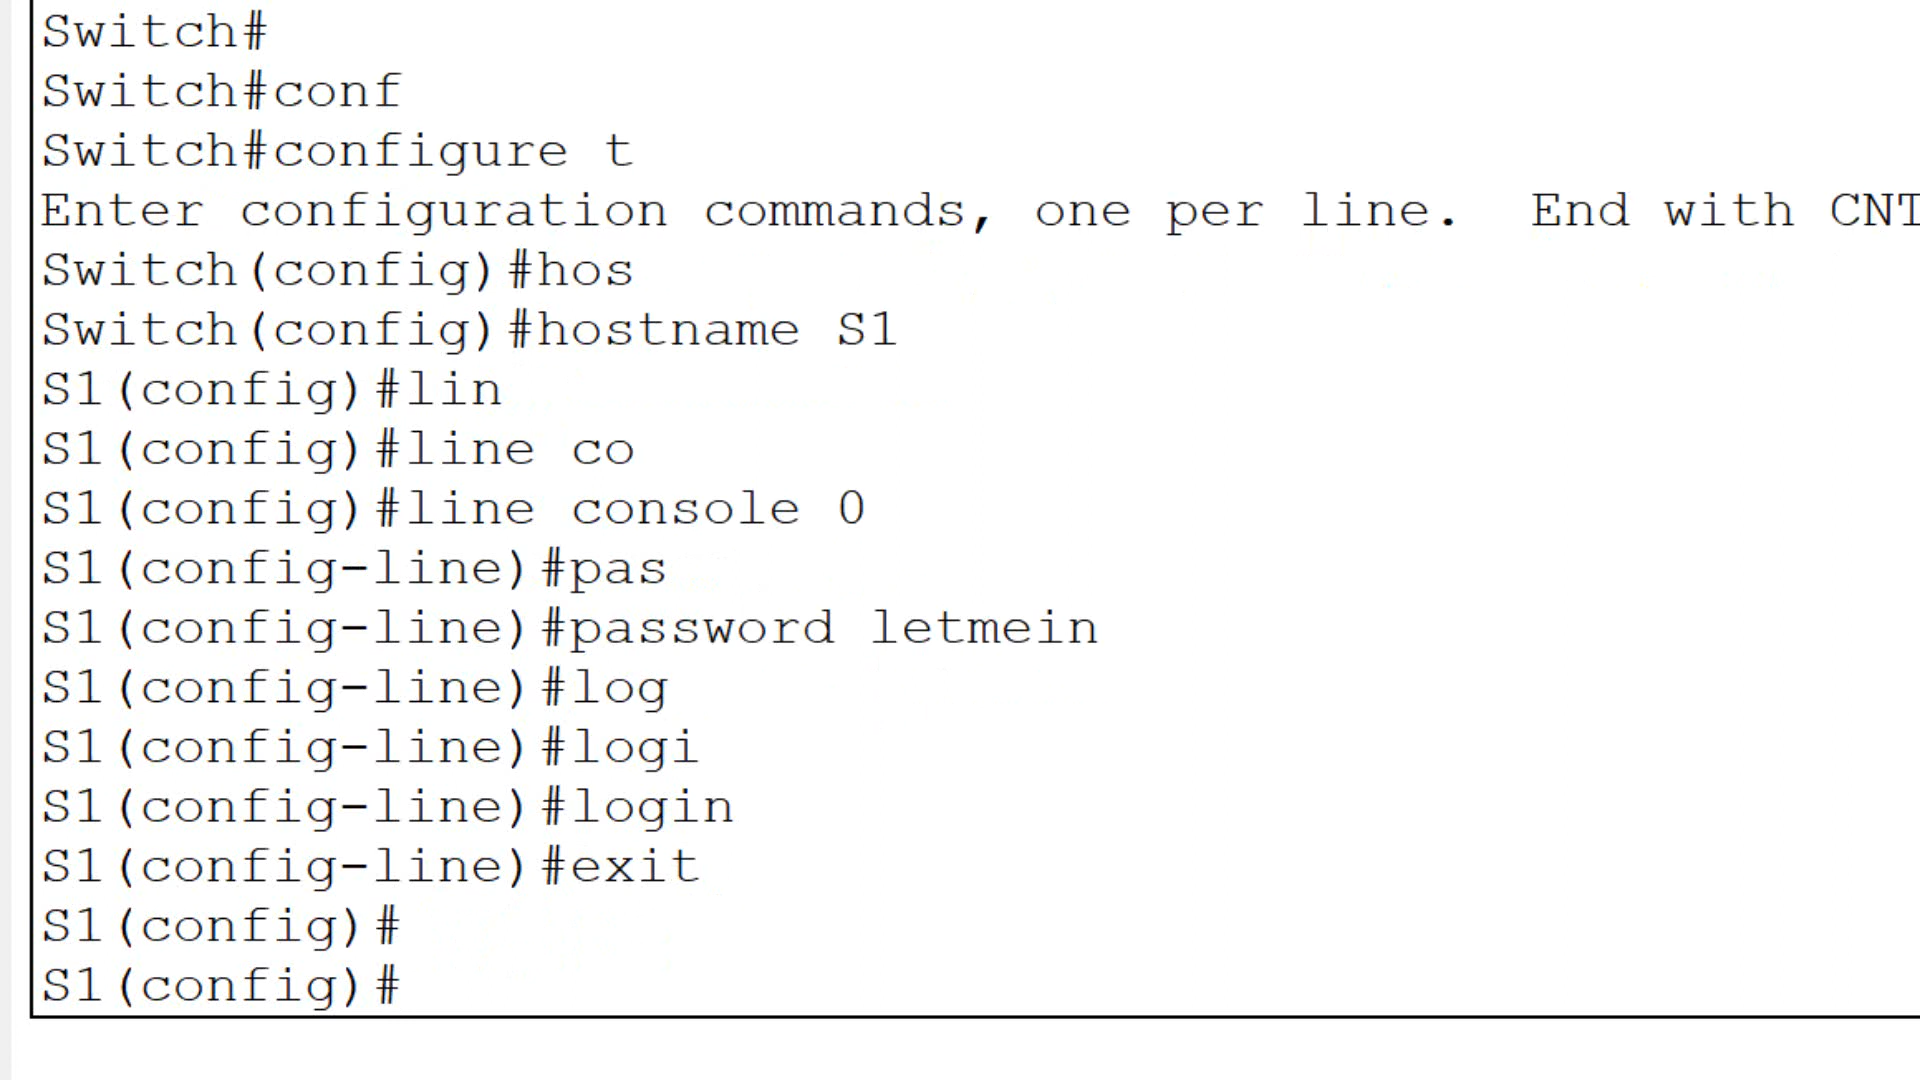 Switch#
Switch#conf
Switch#configure t
Enter configuration commands, one per line.  End with CNT
Switch(config)#hos
Switch(config)#hostname S1
S1(config)#lin
S1(config)#line co
S1(config)#line console 0
S1(config-line)#pas
S1(config-line)#password letmein
S1(config-line)#log
S1(config-line)#logi
S1(config-line)#login
S1(config-line)#exit
S1(config)#
S1(config)#